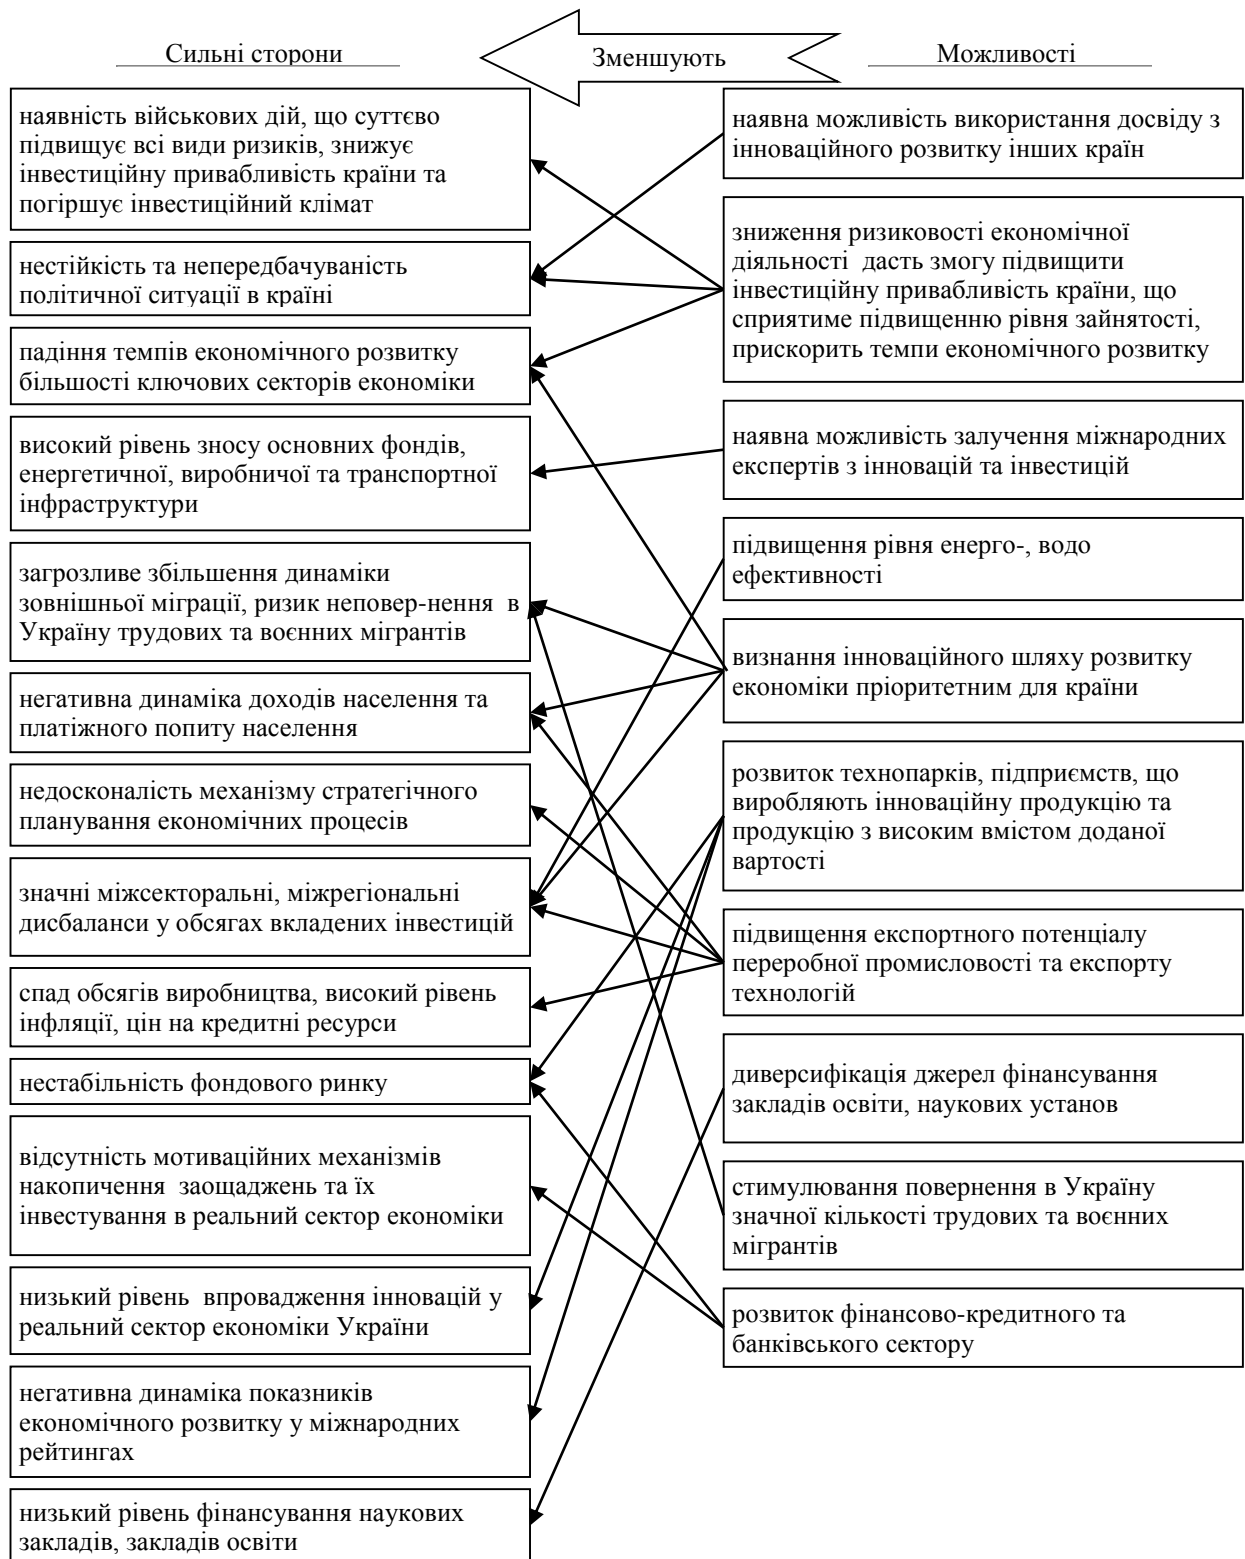 Сильні сторони
Зменшують
Можливості
наявність військових дій, що суттєво
підвищує всі види ризиків, знижує
інвестиційну привабливість країни та
погіршує інвестиційний клімат
нестійкість та непередбачуваність
політичної ситуації в країні
падіння темпів економічного розвитку
більшості ключових секторів економіки
високий рівень зносу основних фондів,
енергетичної, виробничої та транспортної
інфраструктури
загрозливе збільшення динаміки
зовнішньої міграції, ризик неповер-нення в
Україну трудових та воєнних мігрантів
негативна динаміка доходів населення та
платіжного попиту населення
недосконалість механізму стратегічного
планування економічних процесів
значні міжсекторальні, міжрегіональні
дисбаланси у обсягах вкладених інвестицій
спад обсягів виробництва, високий рівень
інфляції, цін на кредитні ресурси
нестабільність фондового ринку
відсутність мотиваційних механізмів
накопичення заощаджень та їх
інвестування в реальний сектор економіки
низький рівень впровадження інновацій у
реальний сектор економіки України
негативна динаміка показників
економічного розвитку у міжнародних
рейтингах
низький рівень фінансування наукових
закладів, закладів освіти
наявна можливість використання досвіду з
інноваційного розвитку інших країн
зниження ризиковості економічної
діяльності дасть змогу підвищити
інвестиційну привабливість країни, що
сприятиме підвищенню рівня зайнятості,
прискорить темпи економічного розвитку
наявна можливість залучення міжнародних
експертів з інновацій та інвестицій
підвищення рівня енерго-, водо
ефективності
визнання інноваційного шляху розвитку
економіки пріоритетним для країни
розвиток технопарків, підприємств, що
виробляють інноваційну продукцію та
продукцію з високим вмістом доданої
вартості
підвищення експортного потенціалу
переробної промисловості та експорту
технологій
диверсифікація джерел фінансування
закладів освіти, наукових установ
стимулювання повернення в Україну
значної кількості трудових та воєнних
мігрантів
розвиток фінансово-кредитного та
банківського сектору